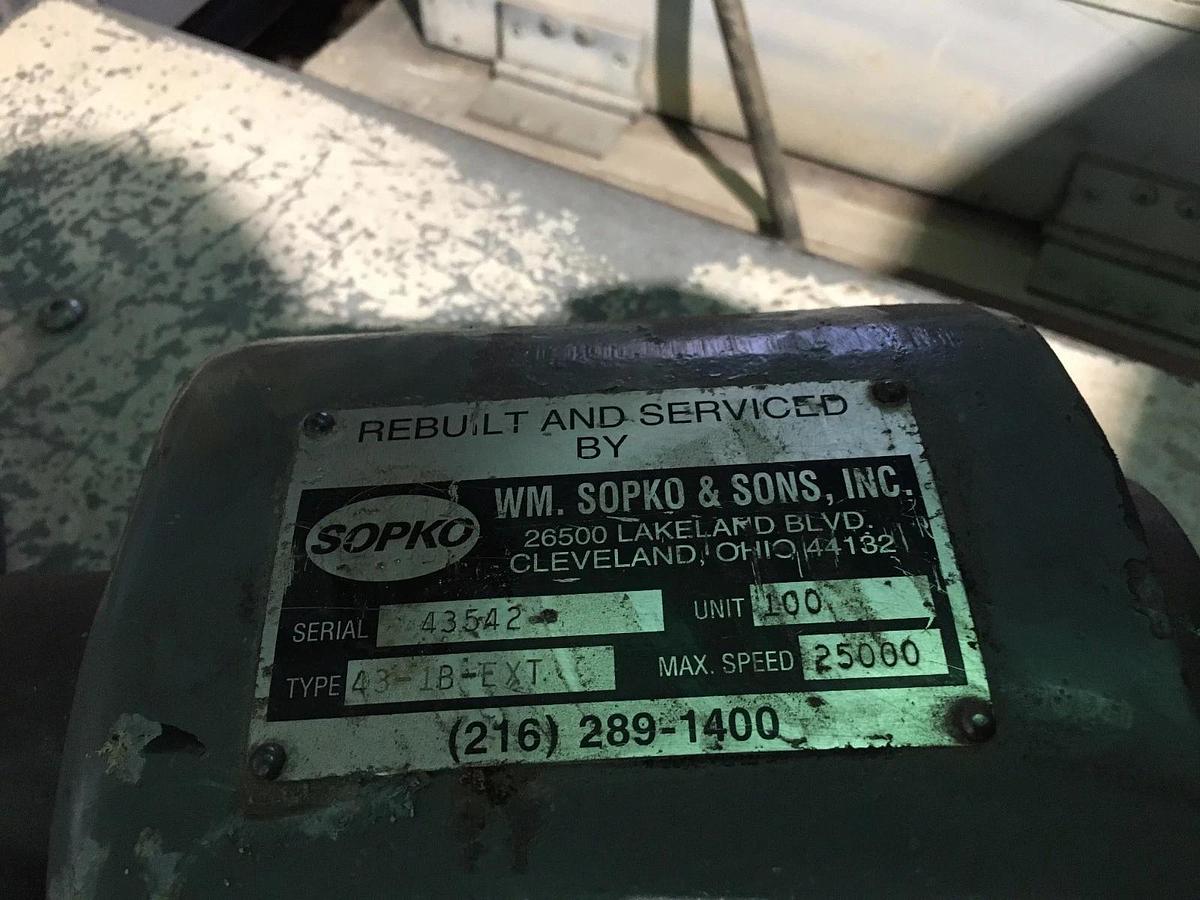 REBUILT AND SERVICED
BY
SOPKO
WM. SOPKO & SONS, INC.
26500 LAKELAND BLVD.
CLEVELAND, OHIO 44132
SERIAL 43542 UNIT 100
TYPE 43-1B-EXT MAX. SPEED 25000
(216) 289-1400